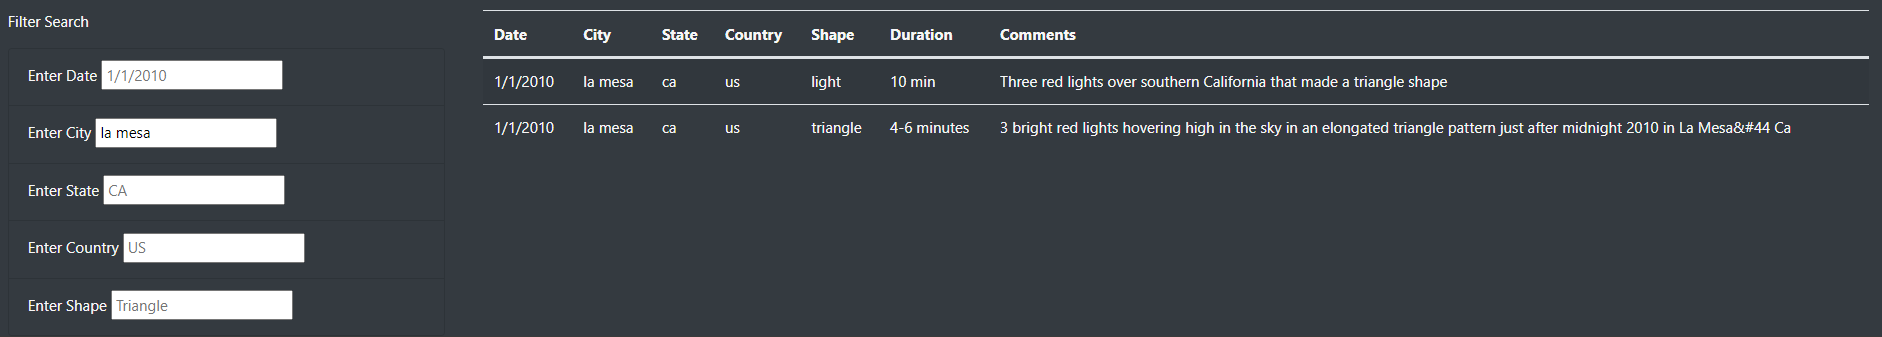 Filter Search
Enter Date 1/1/2010
Enter City la mesa
Enter State CA
Enter Country US
Enter Shape Triangle
Date City State Country Shape Duration Comments
1/1/2010 la mesa ca us light 10 min Three red lights over southern California that made a triangle shape
1/1/2010 la mesa ca us triangle 4-6 minutes 3 bright red lights hovering high in the sky in an elongated triangle pattern just after midnight 2010 in La Mesa&#44 Ca